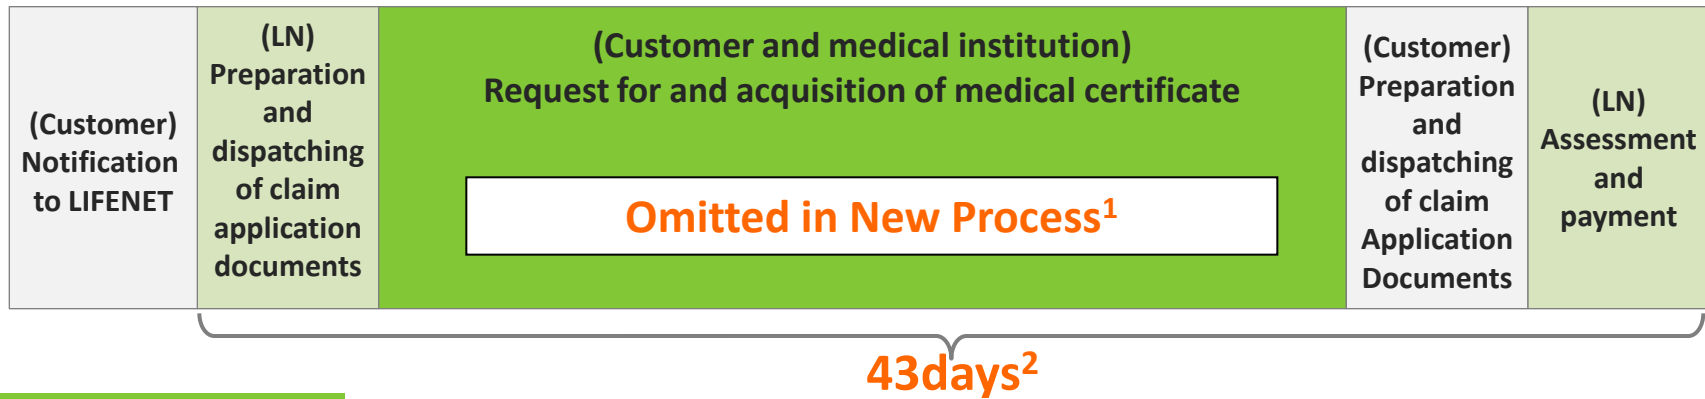 (Customer)
Notification
to LIFENET
(LN)
Preparation
and
dispatching
of claim
application
documents
(Customer and medical institution)
Request for and acquisition of medical certificate
Omitted in New Process¹
(Customer)
Preparation
and
dispatching
of claim
Application
Documents
(LN)
Assessment
and
payment
43days²